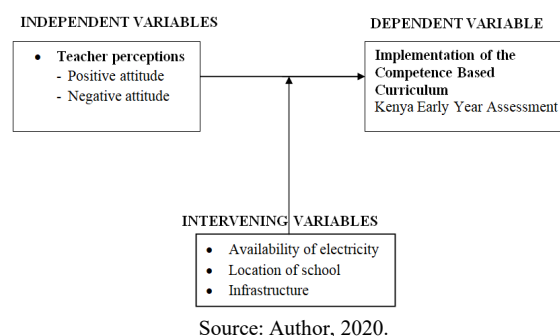 INDEPENDENT VARIABLES
• Teacher perceptions
- Positive attitude
- Negative attitude
DEPENDENT VARIABLE
Implementation of the
Competence Based
Curriculum
Kenya Early Year Assessment
INTERVENING VARIABLES
• Availability of electricity
• Location of school
• Infrastructure
Source: Author, 2020.